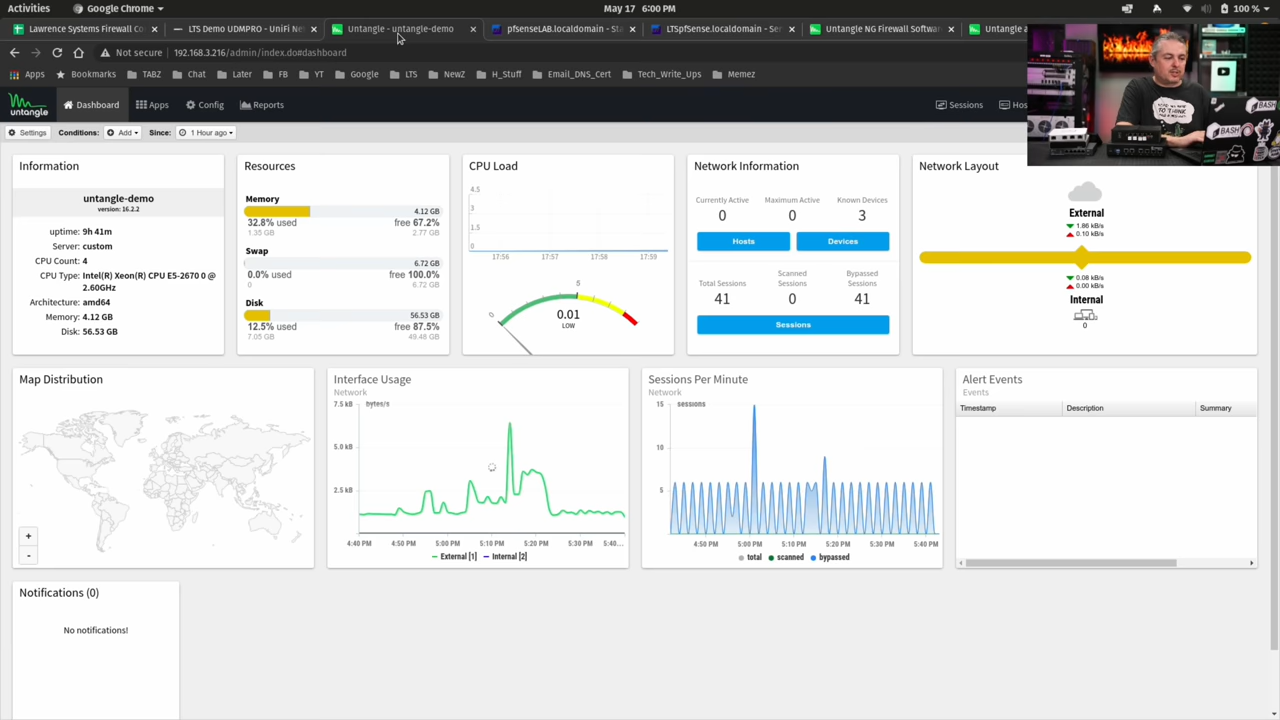 Activities
Google Chrome
May 17 6:00 PM
100 %
Lawrence Systems Firewall Co
LTS Demo UDMPRO - UniFi Ne
Untangle - untangle-demo
pfsense.localdomain - Sta
LTSpfSense.localdomain - Ser
Untangle NG Firewall Softwa
Untangle a
Not secure
192.168.3.216/admin/index.do#dashboard
Apps
Bookmarks
TABZ
Later
YT
LTS
NewZ
H_Stuff
Email_DNS_Cert
Tech_Write_Ups
Memez
untangle
Dashboard
Apps
Config
Reports
Sessions
Settings
Conditions:
Add
Since:
1 Hour ago
Information
untangle-demo
version: 16.2.2
uptime: 9h 41m
Server: custom
CPU Count: 4
CPU Type: Intel(R) Xeon(R) CPU E5-2670 0 @
2.60GHz
Architecture: amd64
Memory: 4.12 GB
Disk: 56.53 GB
Resources
Memory
4.12 GB
32.8% used
free 67.2%
1.35 GB
2.77 GB
Swap
6.72 GB
0.0% used
free 100.0%
0
6.72 GB
Disk
56.53 GB
12.5% used
free 87.5%
7.05 GB
49.48 GB
CPU Load
4.5
3
1.5
0
17:56
17:57
17:58
17:59
0
5
0.01
LOW
Network Information
Currently Active
Maximum Active
Known Devices
0
0
3
Hosts
Devices
Total Sessions
Scanned
Sessions
Bypassed
Sessions
41
0
41
Sessions
Network Layout
External
1.86 kB/s
0.10 kB/s
0.08 kB/s
0.00 kB/s
Internal
0
Map Distribution
+
-
Interface Usage
Network
7.5 kB
bytes/s
5.0 kB
2.5 kB
4:40 PM
4:50 PM
5:00 PM
5:10 PM
5:20 PM
5:30 PM
5:40...
External [1]
Internal [2]
Sessions Per Minute
Network
15
sessions
10
5
4:50 PM
5:00 PM
5:10 PM
5:20 PM
5:30 PM
5:40 PM
total
scanned
bypassed
Alert Events
Events
Timestamp
Description
Summary
Notifications (0)
No notifications!
BASH
BASH